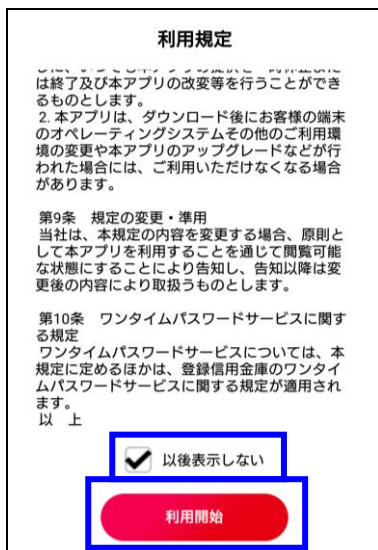 利用規定
は終了及び本アプリの改変等を行うことができ
るものとします。
2. 本アプリは、ダウンロード後にお客様の端末
のオペレーティングシステムその他のご利用環
境の変更や本アプリのアップグレードなどが行
われた場合には、ご利用いただけなくなる場合
があります。
第9条　規定の変更・準用
当社は、本規定の内容を変更する場合、原則と
して本アプリを利用することを通じて閲覧可能
な状態にすることにより告知し、告知以降は変
更後の内容により取扱うものとします。
第10条　ワンタイムパスワードサービスに関す
る規定
ワンタイムパスワードサービスについては、本
規定に定めるほかは、登録信用金庫のワンタイ
ムパスワードサービスに関する規定が適用され
ます。
以　上
以後表示しない
利用開始